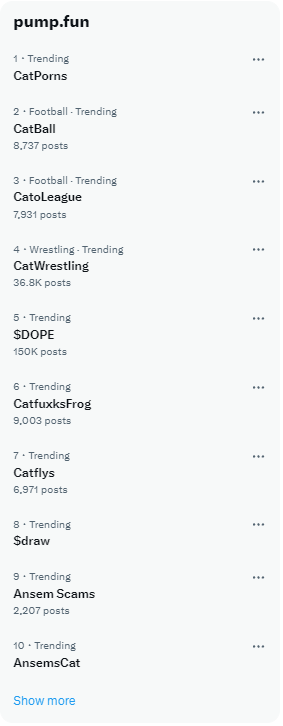 pump.fun
1 · Trending
CatPorns
2 · Football · Trending
CatBall
8,737 posts
3 · Football · Trending
CatoLeague
7,931 posts
4 · Wrestling · Trending
CatWrestling
36.8K posts
5 · Trending
$DOPE
150K posts
6 · Trending
CatfuxksFrog
9,003 posts
7 · Trending
Catflys
6,971 posts
8 · Trending
$draw
9 · Trending
Ansem Scams
2,207 posts
10 · Trending
AnsemsCat
Show more